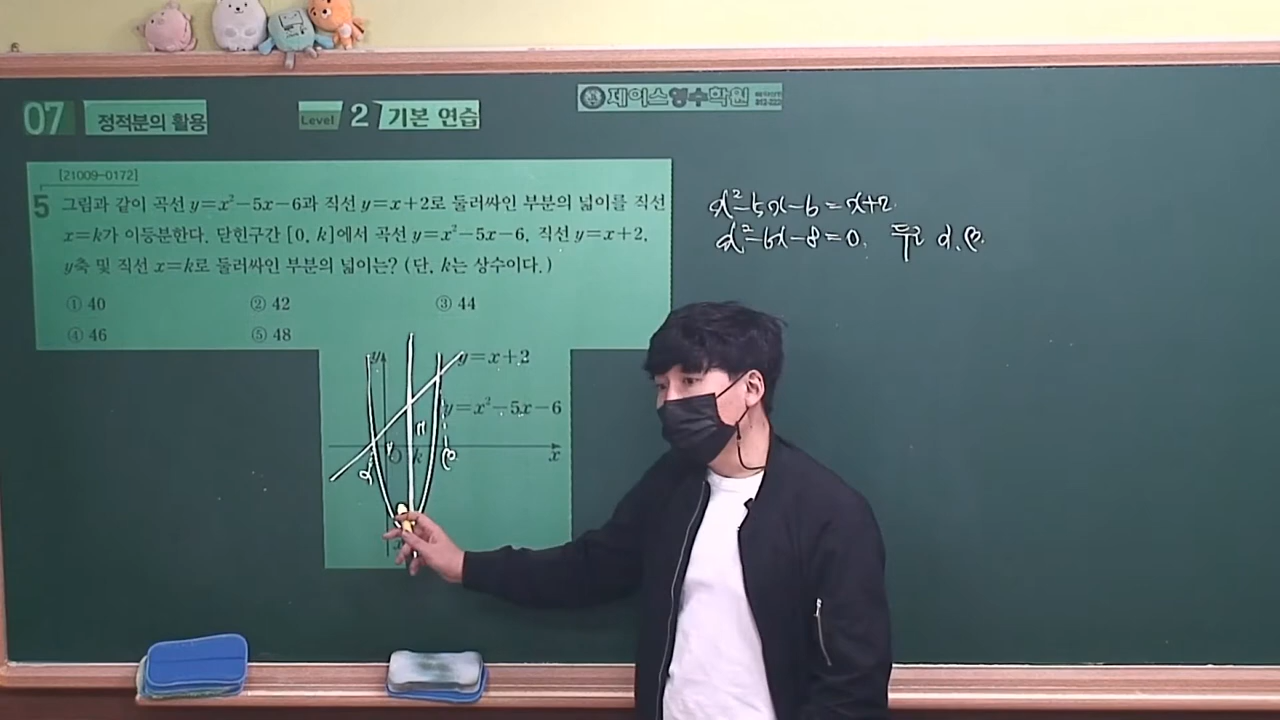 07 정적분의 활용 Level 2 기본 연습
제이스영수학원
[21009-0172]
5 그림과 같이 곡선 y=x²-5x-6과 직선 y=x+2로 둘러싸인 부분의 넓이를 직선
x=k가 이등분한다. 닫힌구간 [0, k]에서 곡선 y=x²-5x-6, 직선 y=x+2,
y축 및 직선 x=k로 둘러싸인 부분의 넓이는? (단, k는 상수이다.)
① 40 ② 42 ③ 44
④ 46 ⑤ 48
x²-5x-6=x+2
x²-6x-8=0. 두근 α, β.
y y=x+2
y=x²-5x-6
α O k β x